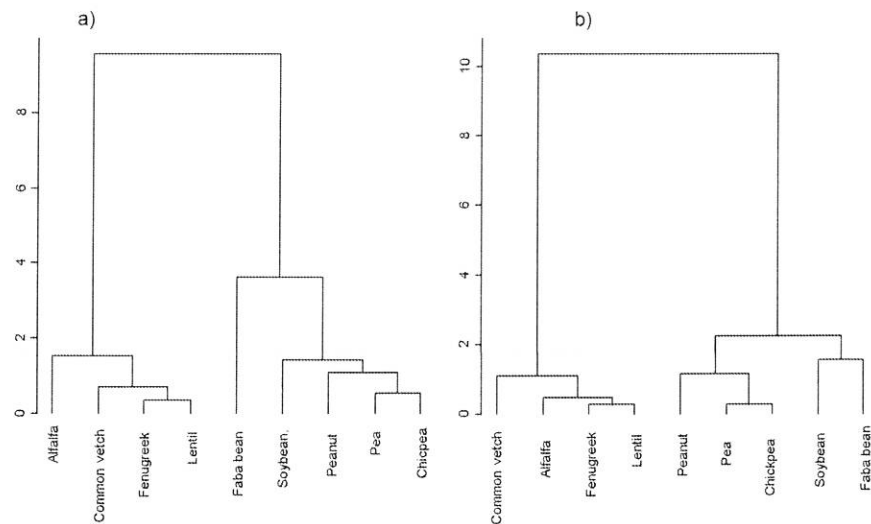 a)
8
6
4
2
0
Alfalfa
Common vetch
Fenugreek
Lentil
Faba bean
Soybean.
Peanut
Pea
Chicpea
b)
10
8
6
4
2
0
Common vetch
Alfalfa
Fenugreek
Lentil
Peanut
Pea
Chickpea
Soybean
Faba bean